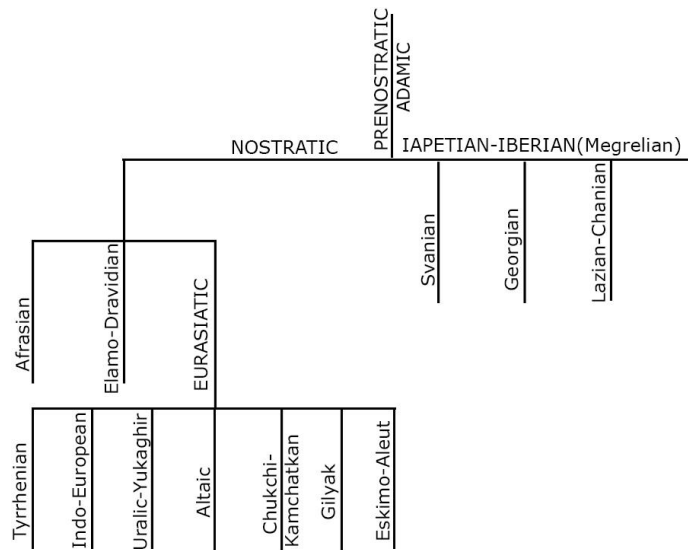 PRENOSTRATIC
ADAMIC
NOSTRATIC
IAPETIAN-IBERIAN(Megrelian)
Svanian
Georgian
Lazian-Chanian
Afrasian
Elamo-Dravidian
EURASIATIC
Tyrrhenian
Indo-European
Uralic-Yukaghir
Altaic
Chukchi-
Kamchatkan
Gilyak
Eskimo-Aleut